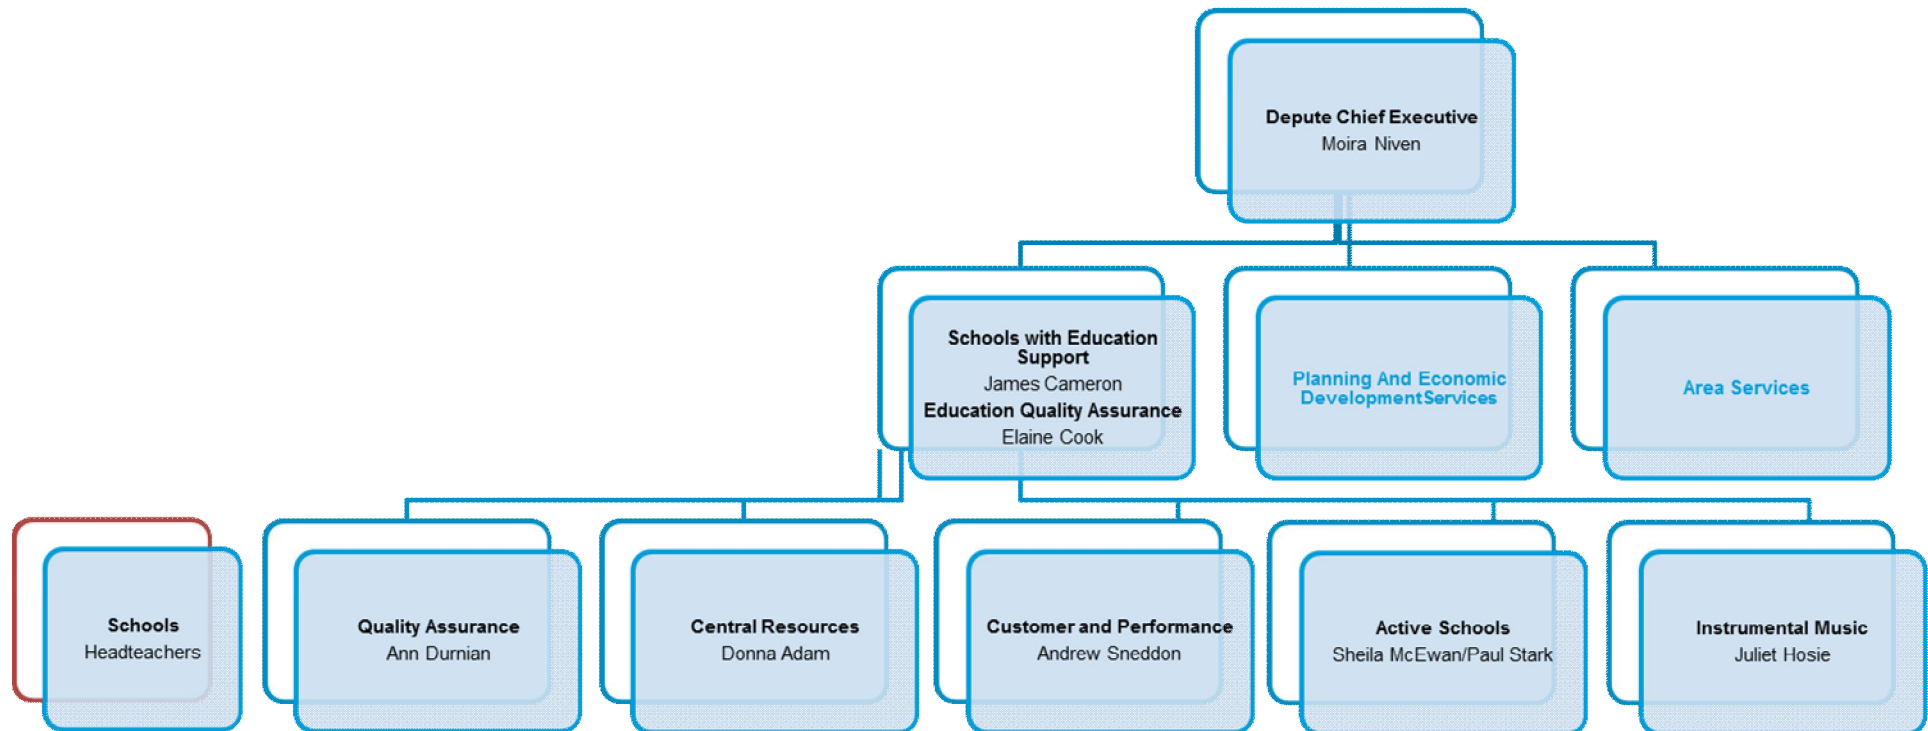 Depute Chief Executive
Moira Niven
Schools with Education
Support
James Cameron
Education Quality Assurance
Elaine Cook
Planning And Economic
DevelopmentServices
Area Services
Schools
Headteachers
Quality Assurance
Ann Durnian
Central Resources
Donna Adam
Customer and Performance
Andrew Sneddon
Active Schools
Sheila McEwan/Paul Stark
Instrumental Music
Juliet Hosie